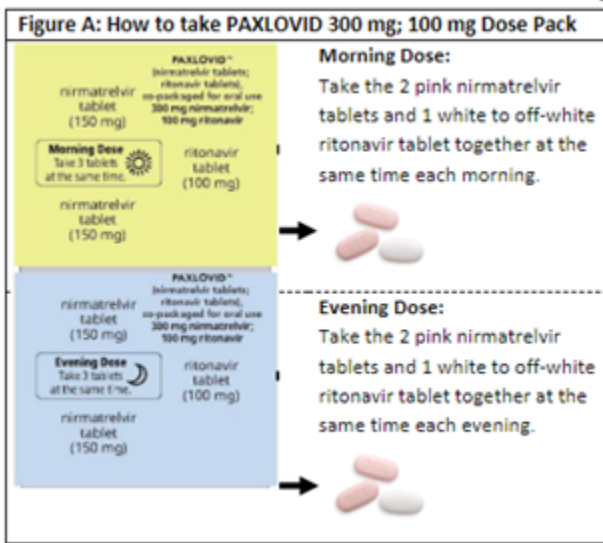 Figure A: How to take PAXLOVID 300 mg; 100 mg Dose Pack
PAXLOVID™
(nirmatrelvir tablets;
ritonavir tablets),
co-packaged for oral use
300 mg nirmatrelvir;
100 mg ritonavir
nirmatrelvir
tablet
(150 mg)
Morning Dose
Take 3 tablets
at the same time.
ritonavir
tablet
(100 mg)
nirmatrelvir
tablet
(150 mg)
Morning Dose:
Take the 2 pink nirmatrelvir
tablets and 1 white to off-white
ritonavir tablet together at the
same time each morning.
PAXLOVID™
(nirmatrelvir tablets;
ritonavir tablets),
co-packaged for oral use
300 mg nirmatrelvir;
100 mg ritonavir
nirmatrelvir
tablet
(150 mg)
Evening Dose
Take 3 tablets
at the same time.
ritonavir
tablet
(100 mg)
nirmatrelvir
tablet
(150 mg)
Evening Dose:
Take the 2 pink nirmatrelvir
tablets and 1 white to off-white
ritonavir tablet together at the
same time each evening.